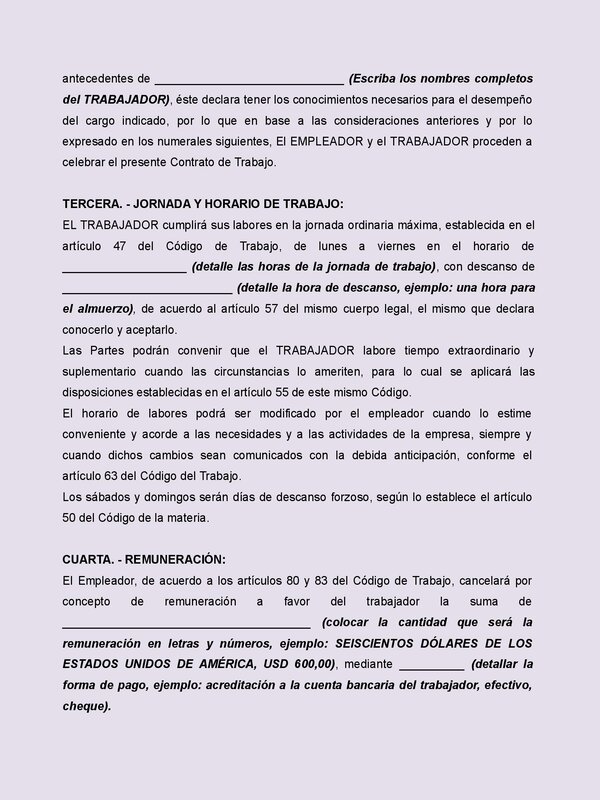 antecedentes de _____________________________ (Escriba los nombres completos
del TRABAJADOR), éste declara tener los conocimientos necesarios para el desempeño
del cargo indicado, por lo que en base a las consideraciones anteriores y por lo
expresado en los numerales siguientes, El EMPLEADOR y el TRABAJADOR proceden a
celebrar el presente Contrato de Trabajo.
TERCERA. - JORNADA Y HORARIO DE TRABAJO:
EL TRABAJADOR cumplirá sus labores en la jornada ordinaria máxima, establecida en el
artículo 47 del Código de Trabajo, de lunes a viernes en el horario de
___________________ (detalle las horas de la jornada de trabajo), con descanso de
__________________________ (detalle la hora de descanso, ejemplo: una hora para
el almuerzo), de acuerdo al artículo 57 del mismo cuerpo legal, el mismo que declara
conocerlo y aceptarlo.
Las Partes podrán convenir que el TRABAJADOR labore tiempo extraordinario y
suplementario cuando las circunstancias lo ameriten, para lo cual se aplicará las
disposiciones establecidas en el artículo 55 de este mismo Código.
El horario de labores podrá ser modificado por el empleador cuando lo estime
conveniente y acorde a las necesidades y a las actividades de la empresa, siempre y
cuando dichos cambios sean comunicados con la debida anticipación, conforme el
artículo 63 del Código del Trabajo.
Los sábados y domingos serán días de descanso forzoso, según lo establece el artículo
50 del Código de la materia.
CUARTA. - REMUNERACIÓN:
El Empleador, de acuerdo a los artículos 80 y 83 del Código de Trabajo, cancelará por
concepto de remuneración a favor del trabajador la suma de
______________________________________ (colocar la cantidad que será la
remuneración en letras y números, ejemplo: SEISCIENTOS DÓLARES DE LOS
ESTADOS UNIDOS DE AMÉRICA, USD 600,00), mediante __________ (detallar la
forma de pago, ejemplo: acreditación a la cuenta bancaria del trabajador, efectivo,
cheque).